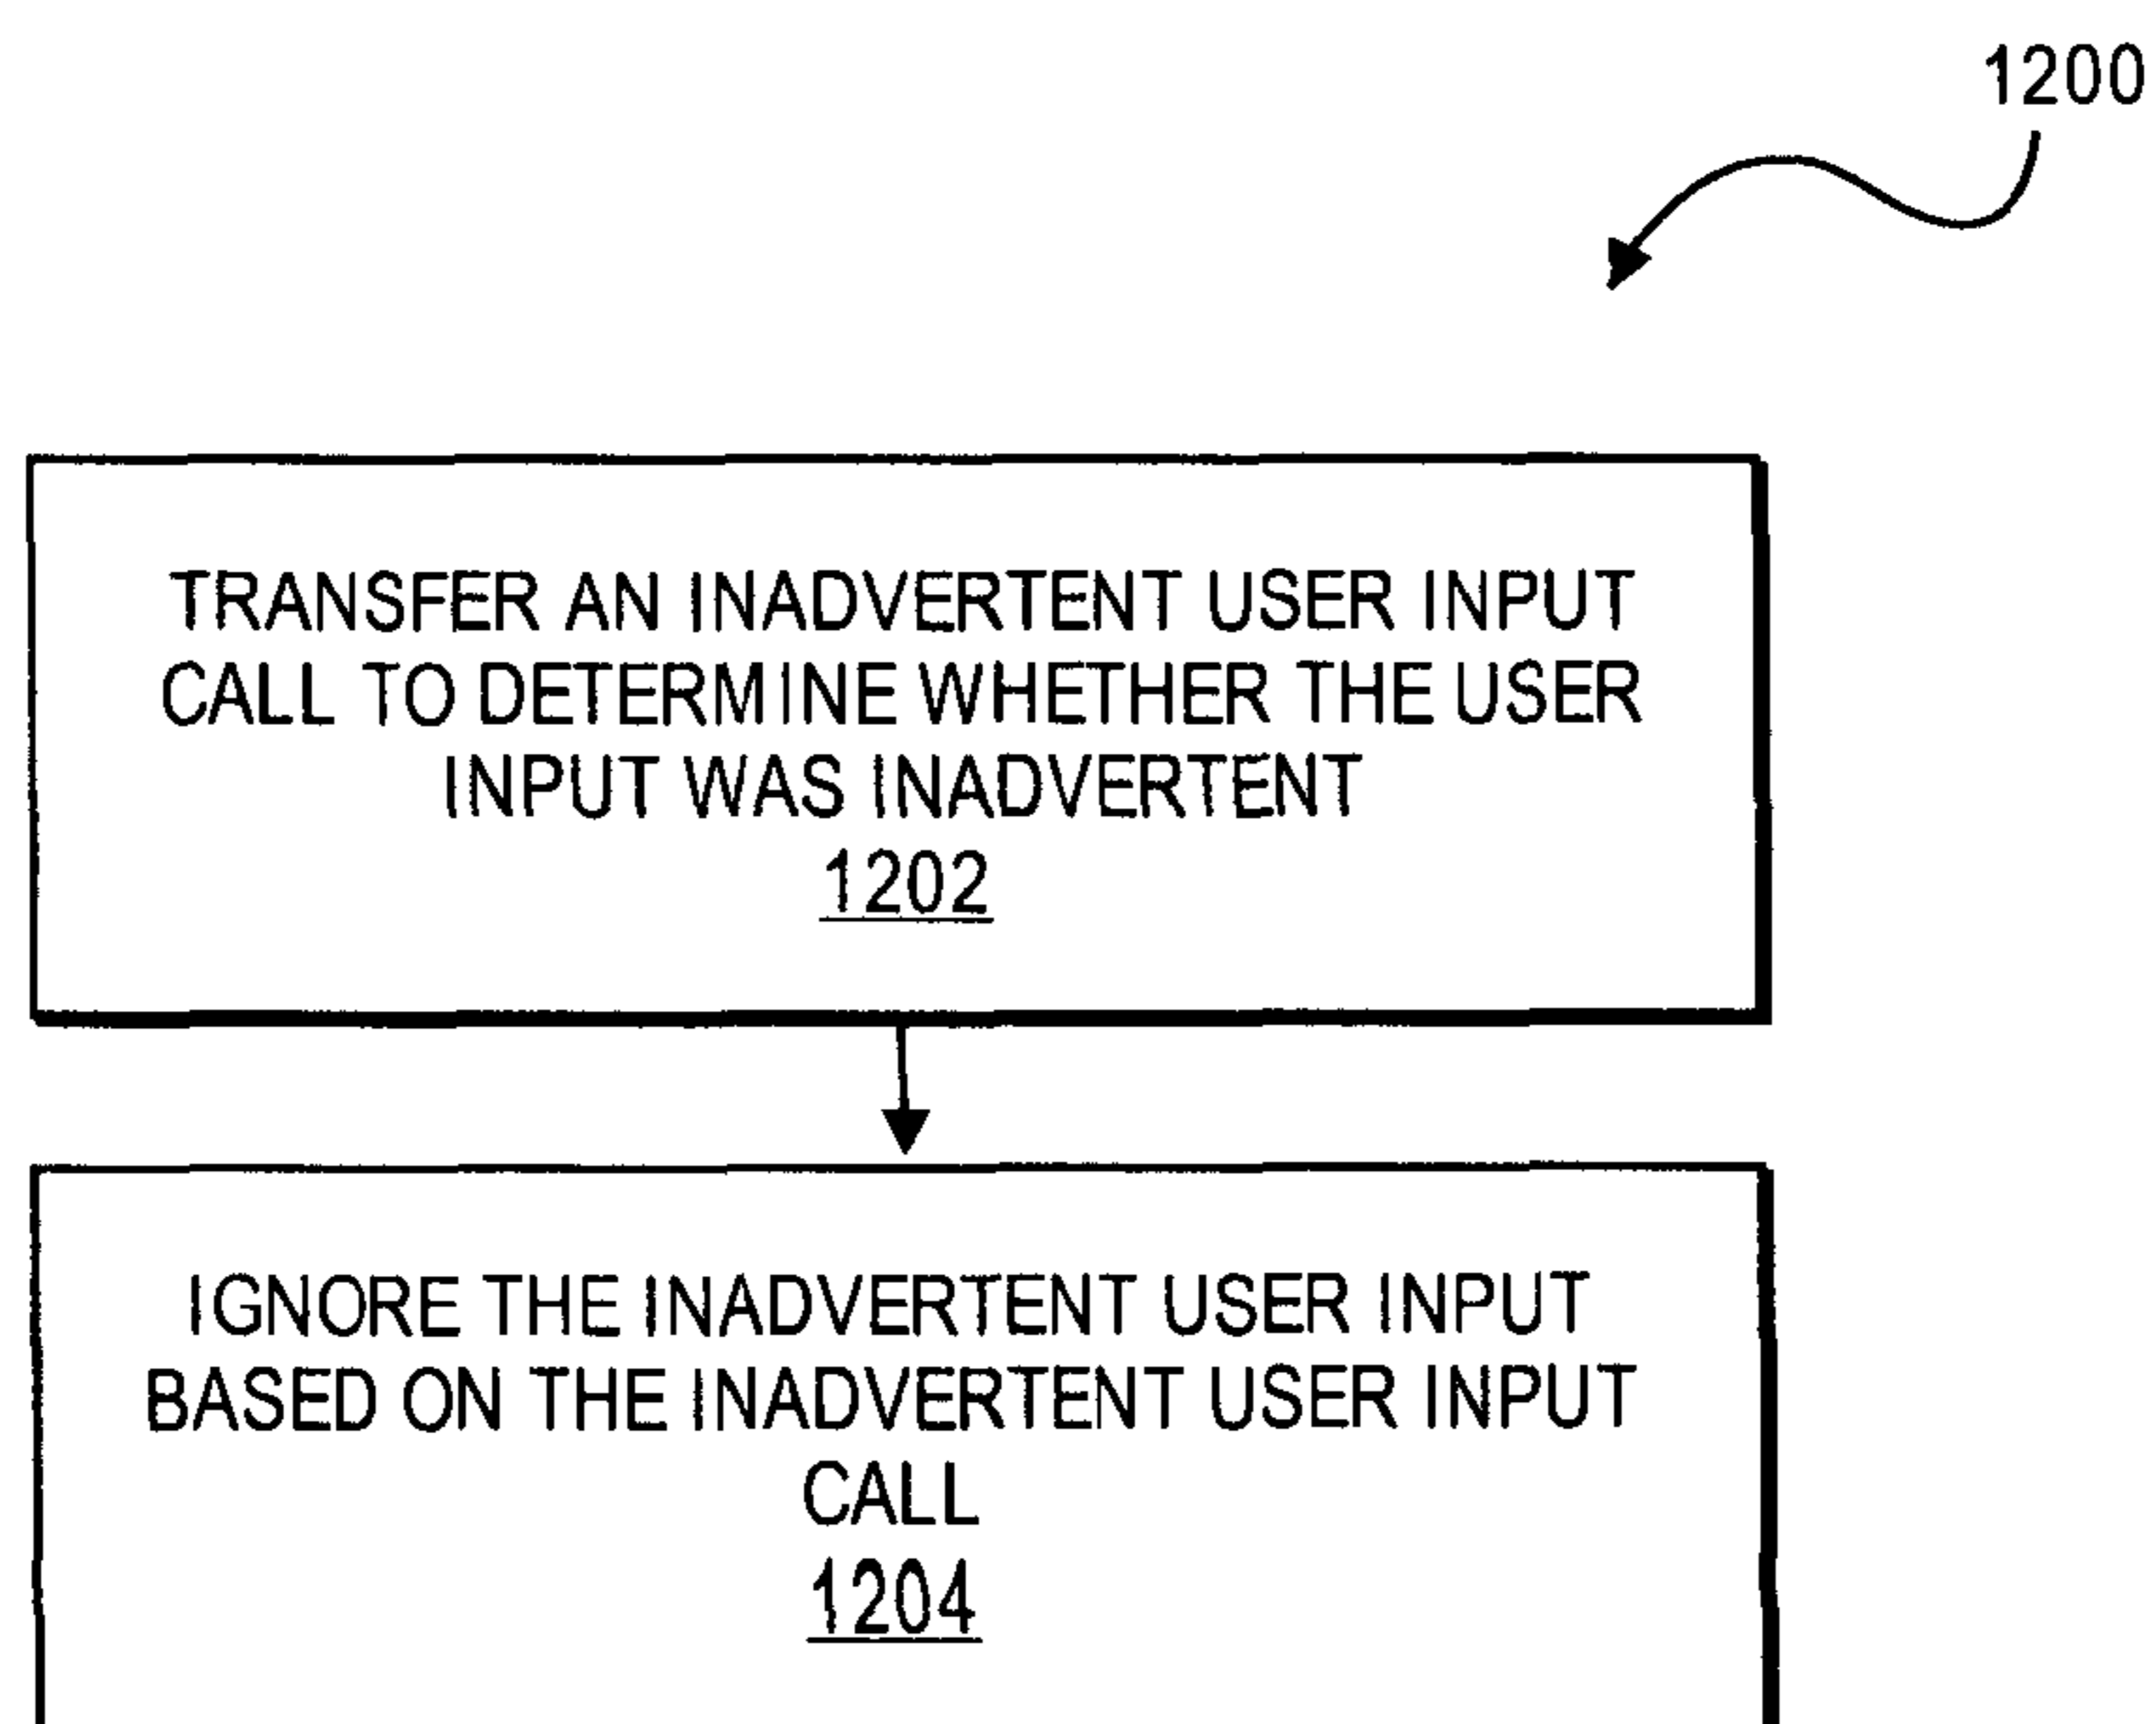 1200
TRANSFER AN INADVERTENT USER INPUT
CALL TO DETERMINE WHETHER THE USER
INPUT WAS INADVERTENT
1202
IGNORE THE INADVERTENT USER INPUT
BASED ON THE INADVERTENT USER INPUT
CALL
1204